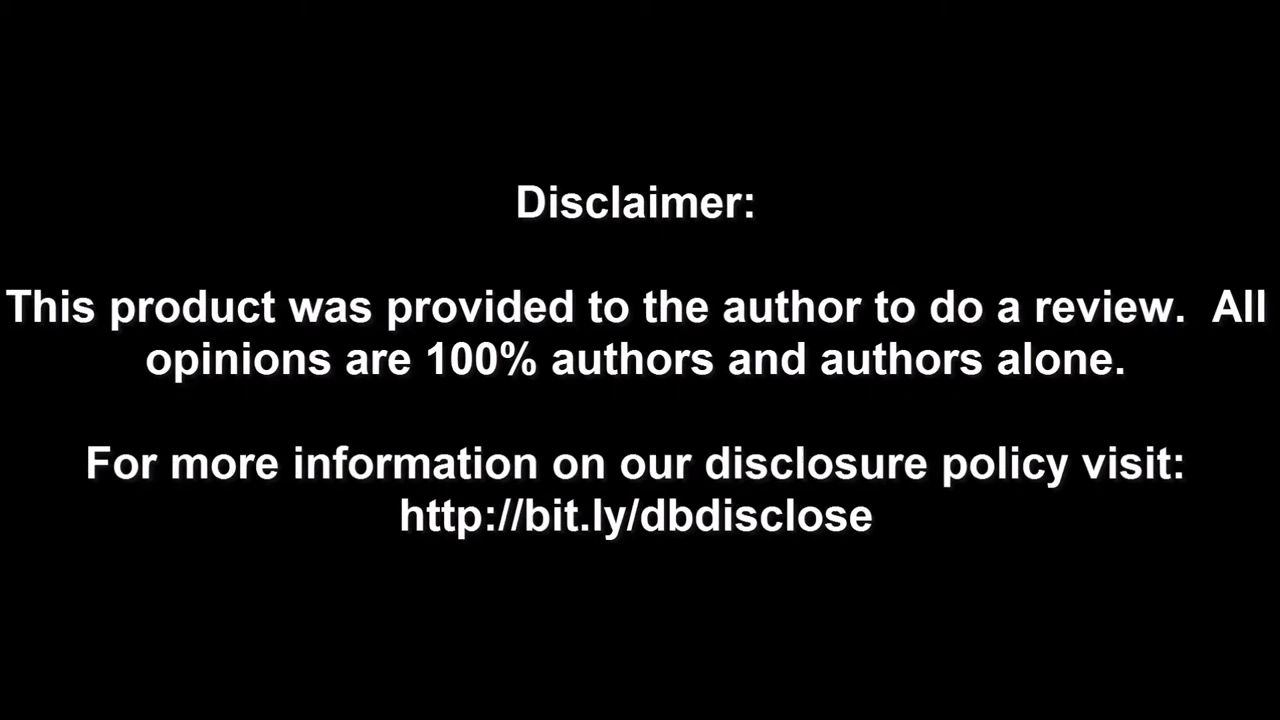 Disclaimer:
This product was provided to the author to do a review.  All
opinions are 100% authors and authors alone.
For more information on our disclosure policy visit:
http://bit.ly/dbdisclose